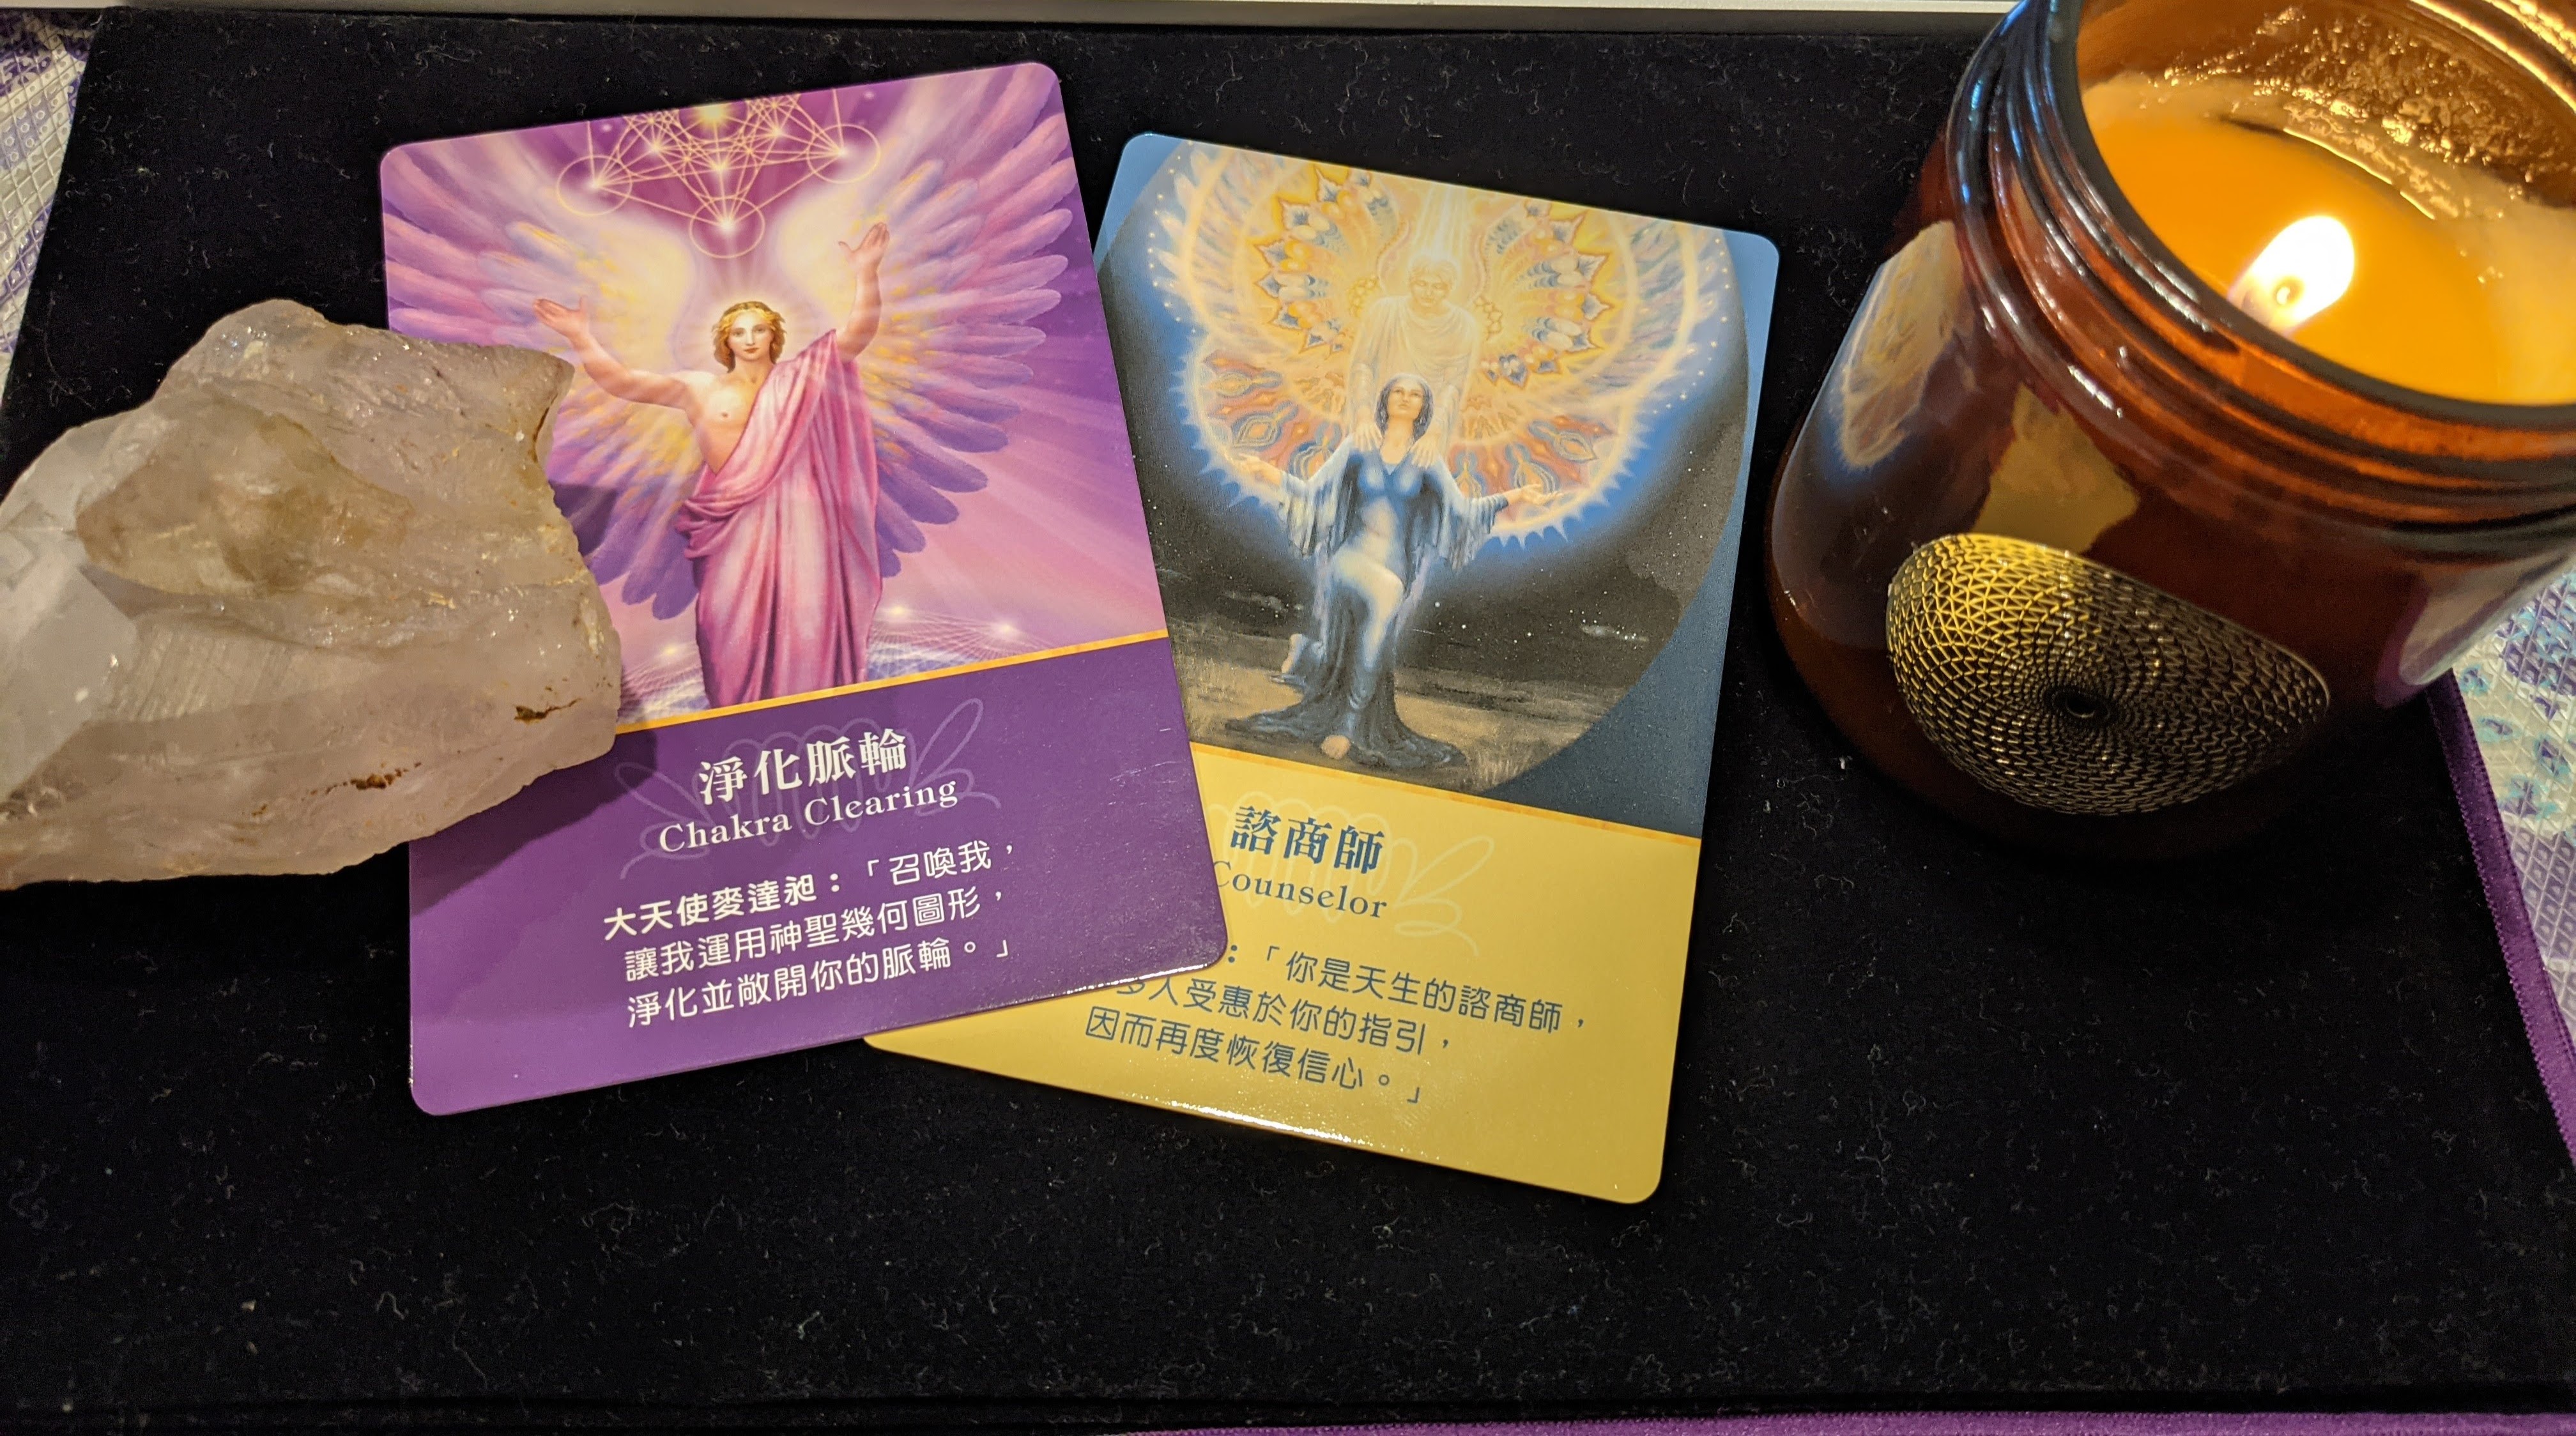 淨化脈輪
Chakra Clearing
大天使麥達昶：「召喚我，
讓我運用神聖幾何圖形，
淨化並敞開你的脈輪。」
諮商師
Counselor
：「你是天生的諮商師，
多人受惠於你的指引，
因而再度恢復信心。」